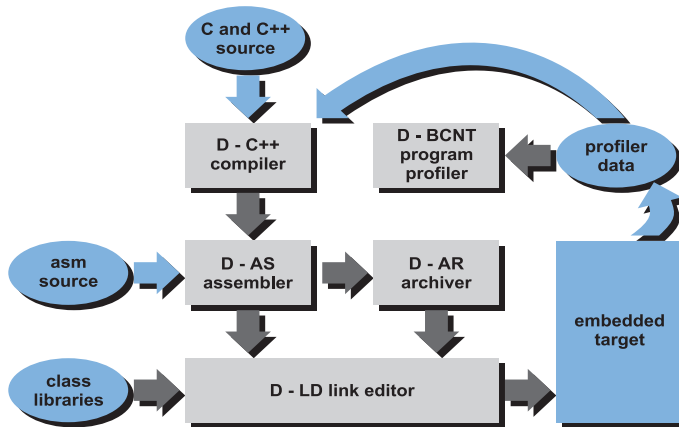 C and C++
source
D - C++
compiler
D - BCNT
program
profiler
profiler
data
asm
source
D - AS
assembler
D - AR
archiver
embedded
target
class
libraries
D - LD link editor